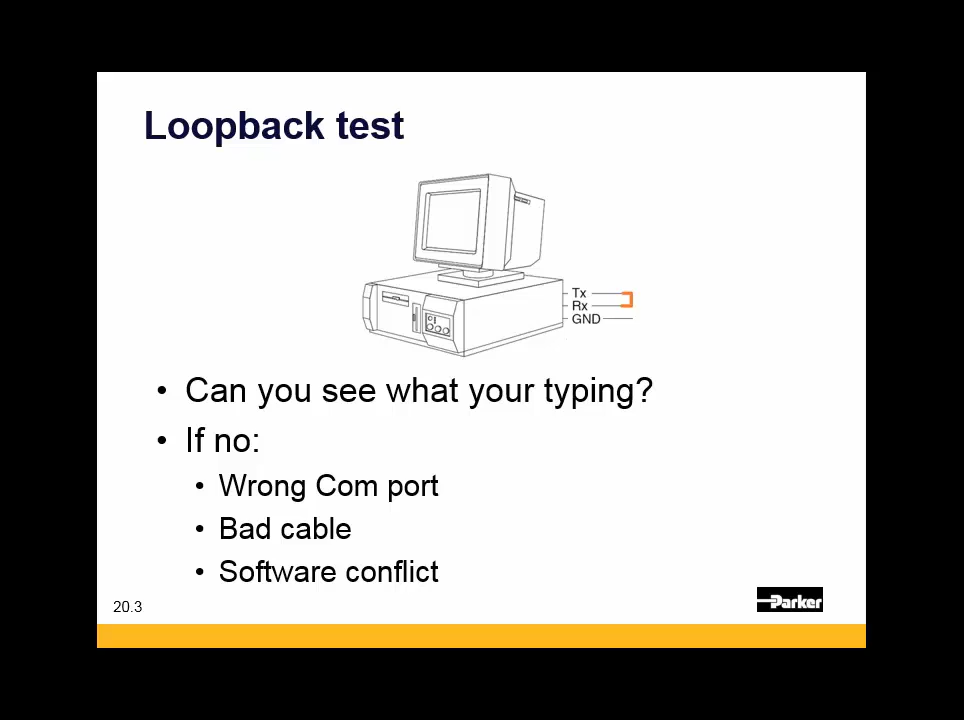 Loopback test
Tx
Rx
GND
• Can you see what your typing?
• If no:
• Wrong Com port
• Bad cable
• Software conflict
20.3
Parker